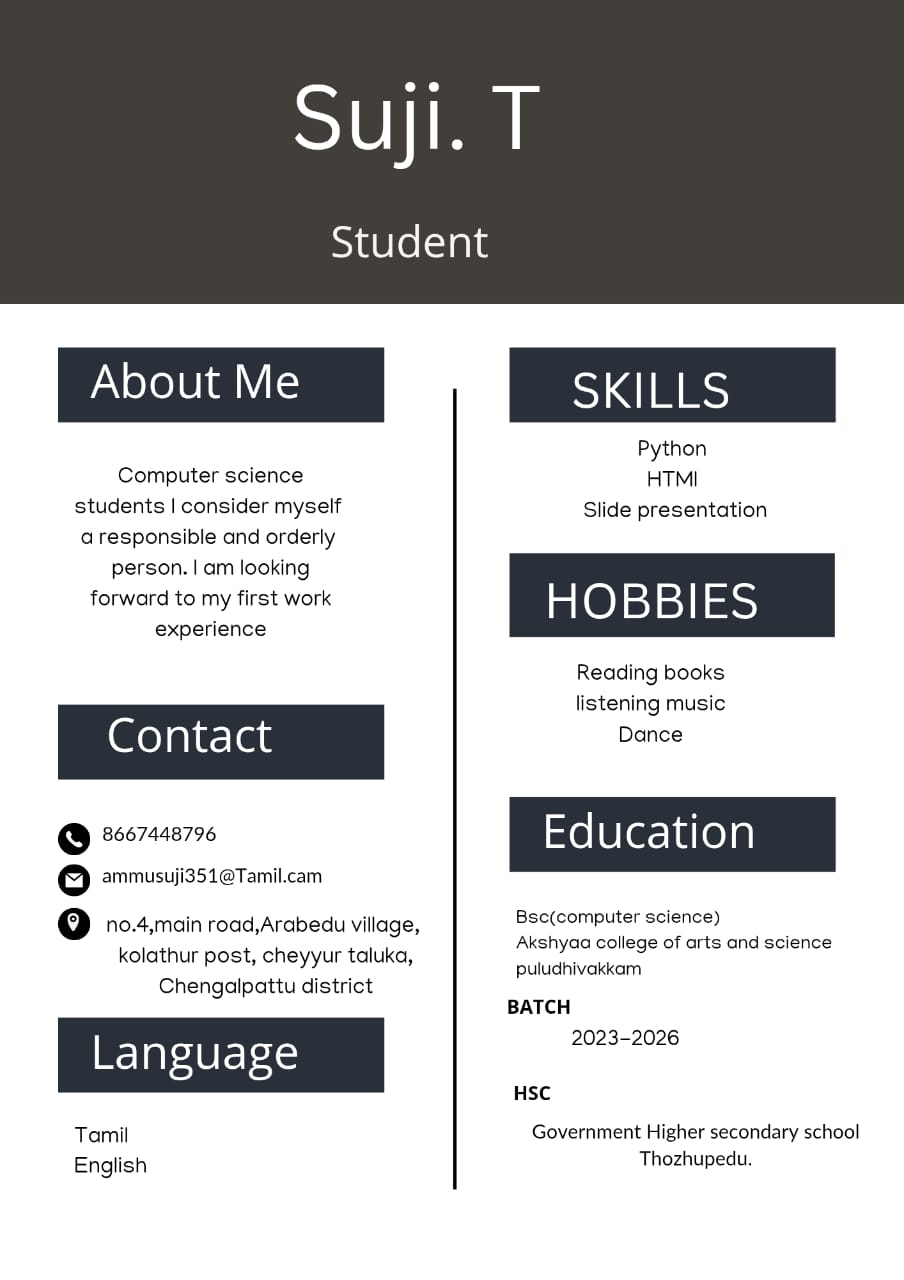 Suji. T
Student
About Me
Computer science
students I consider myself
a responsible and orderly
person. I am looking
forward to my first work
experience
Contact
8667448796
ammusuji351@Tamil.cam
no.4,main road,Arabedu village,
kolathur post, cheyyur taluka,
Chengalpattu district
Language
Tamil
English
SKILLS
Python
HTMl
Slide presentation
HOBBIES
Reading books
listening music
Dance
Education
Bsc(computer science)
Akshyaa college of arts and science
puludhivakkam
BATCH
2023–2026
HSC
Government Higher secondary school
Thozhupedu.